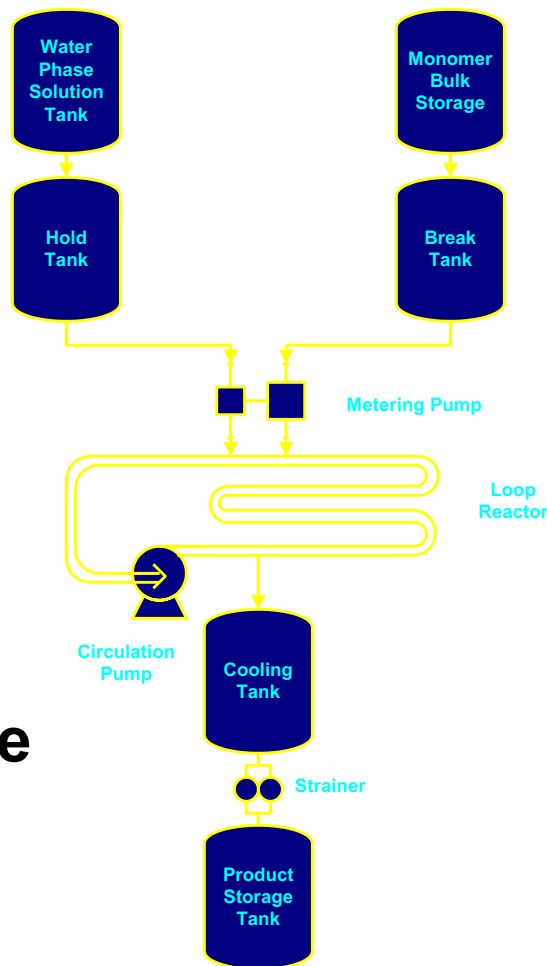 Water
Phase
Solution
Tank
Monomer
Bulk
Storage
Hold
Tank
Break
Tank
Metering Pump
Loop
Reactor
Circulation
Pump
Cooling
Tank
e
Strainer
Product
Storage
Tank